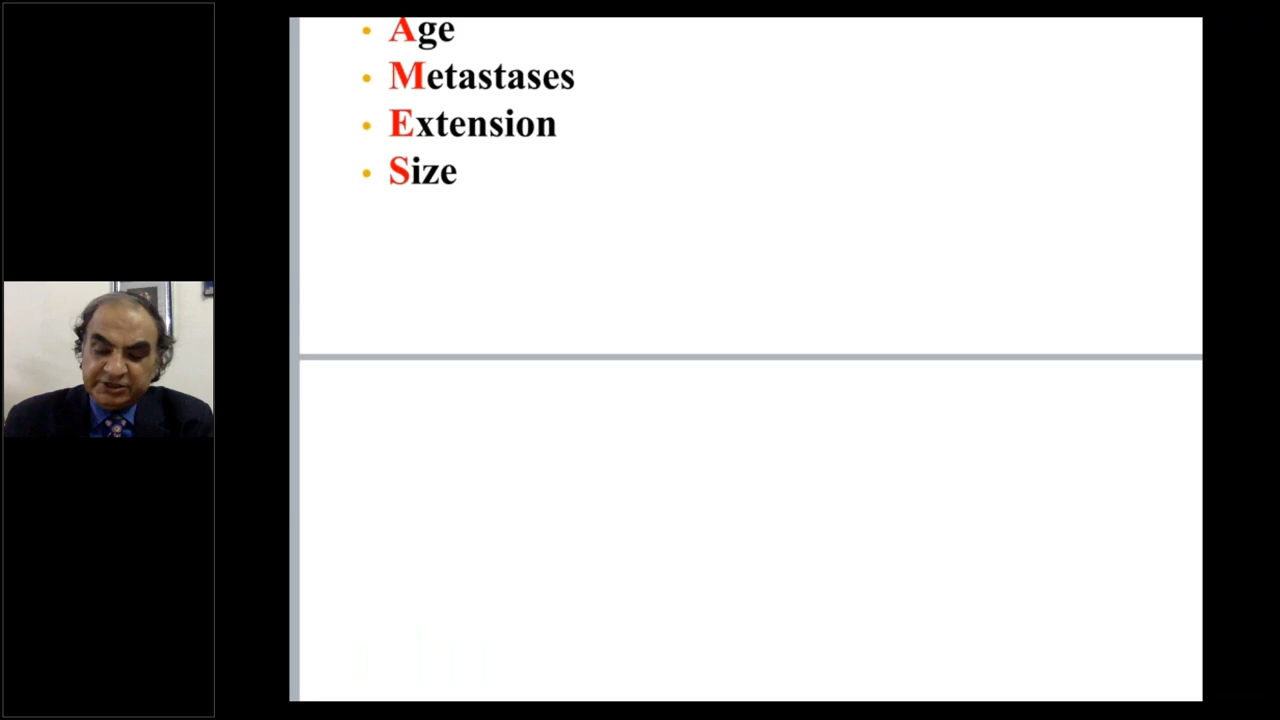 • Age
• Metastases
• Extension
• Size